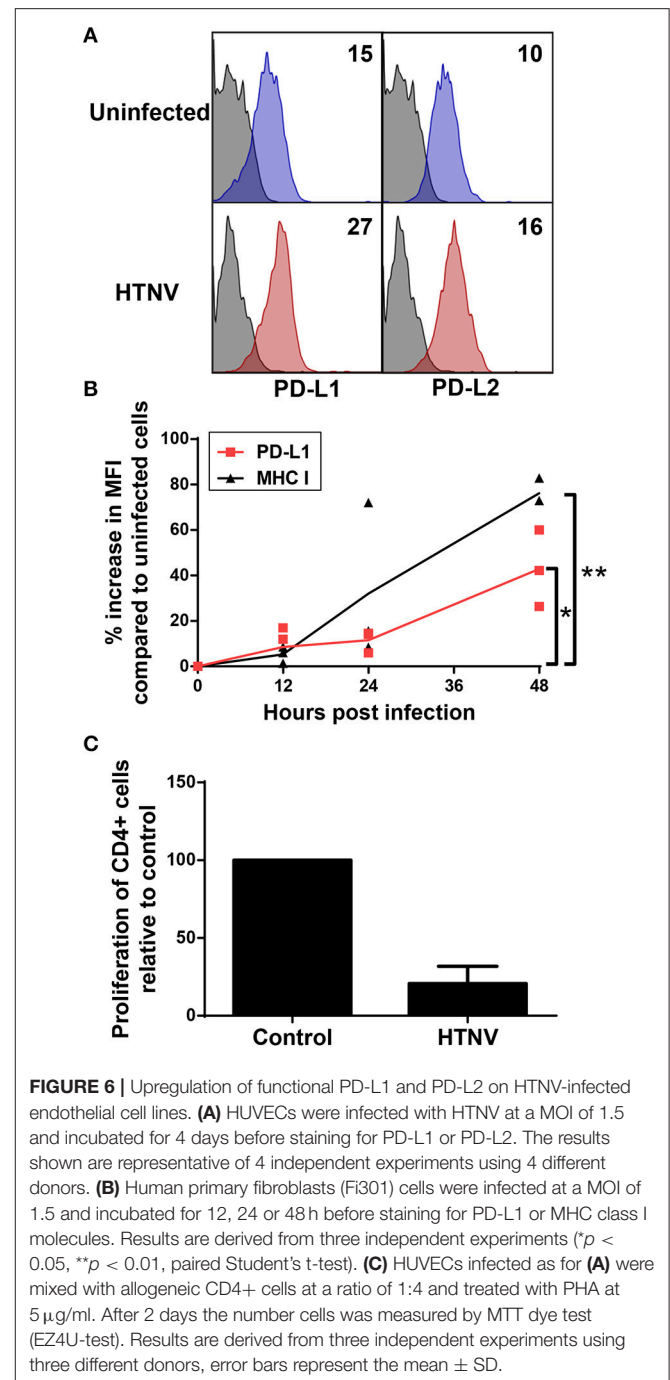 A
Uninfected
15
10
HTNV
27
16
PD-L1
PD-L2
B
% increase in MFI
compared to uninfected cells
100
80
60
40
20
0
PD-L1
MHC I
**
*
0
12
24
36
48
Hours post infection
C
Proliferation of CD4+ cells
relative to control
150
100
50
0
Control
HTNV
FIGURE 6 | Upregulation of functional PD-L1 and PD-L2 on HTNV-infected
endothelial cell lines. (A) HUVECs were infected with HTNV at a MOI of 1.5
and incubated for 4 days before staining for PD-L1 or PD-L2. The results
shown are representative of 4 independent experiments using 4 different
donors. (B) Human primary fibroblasts (Fi301) cells were infected at a MOI of
1.5 and incubated for 12, 24 or 48 h before staining for PD-L1 or MHC class I
molecules. Results are derived from three independent experiments (*p <
0.05, **p < 0.01, paired Student's t-test). (C) HUVECs infected as for (A) were
mixed with allogeneic CD4+ cells at a ratio of 1:4 and treated with PHA at
5 μg/ml. After 2 days the number cells was measured by MTT dye test
(EZ4U-test). Results are derived from three independent experiments using
three different donors, error bars represent the mean ± SD.